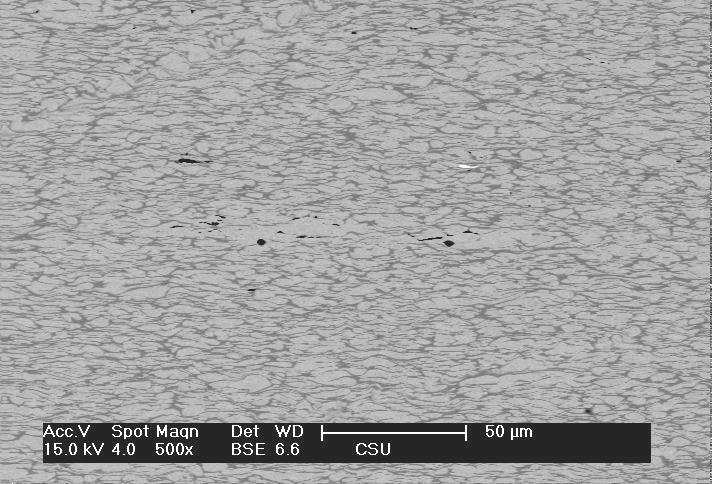 Acc.V Spot Magn Det WD 50 µm
15.0 kV 4.0 500x BSE 6.6 CSU